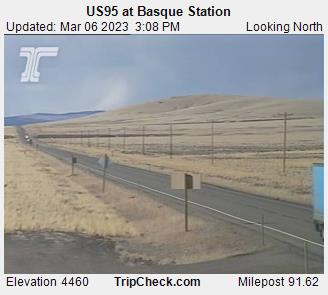 US95 at Basque Station
Updated: Mar 06 2023 3:08 PM Looking North
Elevation 4460 TripCheck.com Milepost 91.62